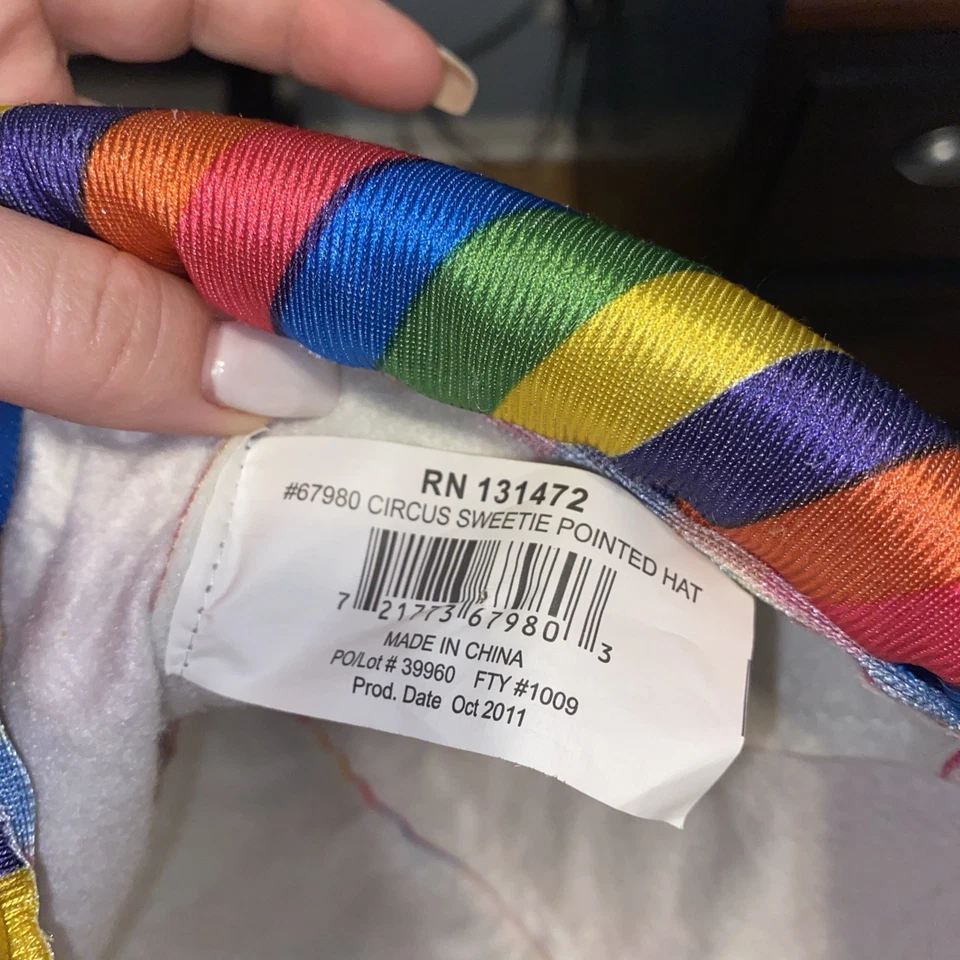 RN 131472
#67980 CIRCUS SWEETIE POINTED HAT
7 21773 67980 3
MADE IN CHINA
PO/Lot # 39960 FTY #1009
Prod. Date Oct 2011